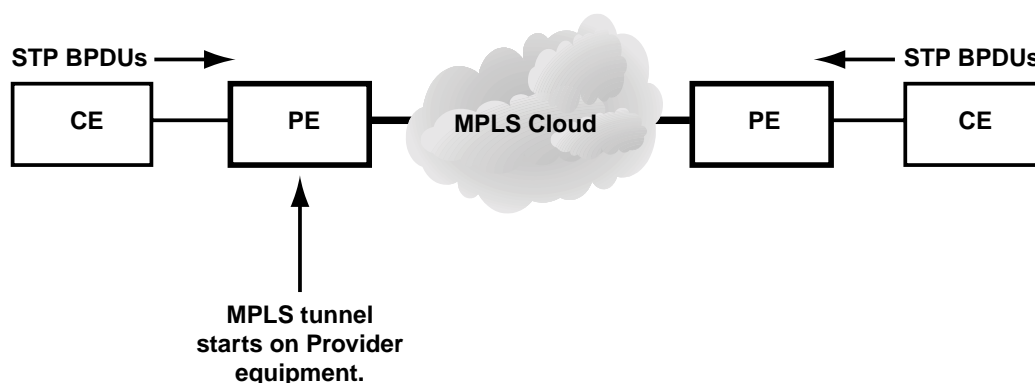 STP BPDUs
STP BPDUs
CE
PE
MPLS Cloud
PE
CE
MPLS tunnel
starts on Provider
equipment.